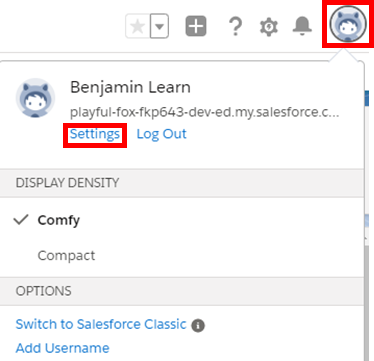 Benjamin Learn
playful-fox-fkp643-dev-ed.my.salesforce.c...
Settings Log Out
DISPLAY DENSITY
Comfy
Compact
OPTIONS
Switch to Salesforce Classic
Add Username